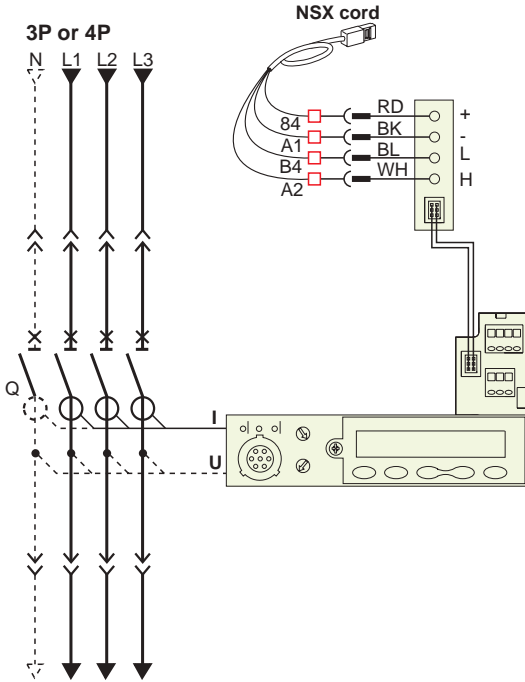 NSX cord
3P or 4P
N L1 L2 L3
84 RD +
A1 BK -
B4 BL L
A2 WH H
Q
I
U